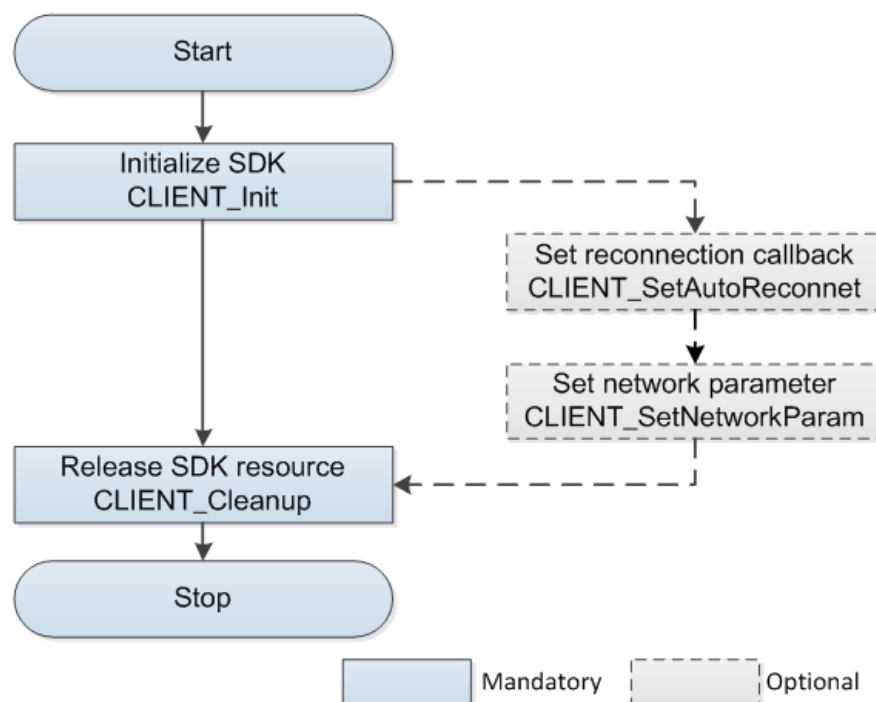 Start
Initialize SDK
CLIENT_Init
Set reconnection callback
CLIENT_SetAutoReconnet
Set network parameter
CLIENT_SetNetworkParam
Release SDK resource
CLIENT_Cleanup
Stop
Mandatory
Optional